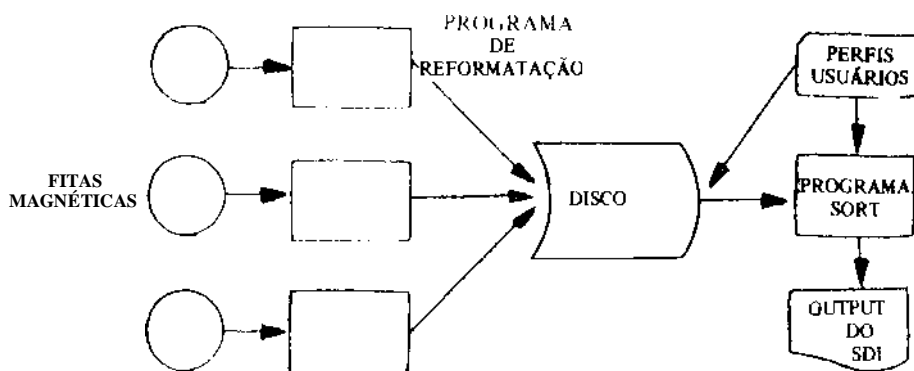 PROGRAMA
DE
REFORMATAÇÃO
PERFIS
USUÁRIOS
FITAS
MAGNÉTICAS
DISCO
PROGRAMA
SORT
OUTPUT
DO
SDI